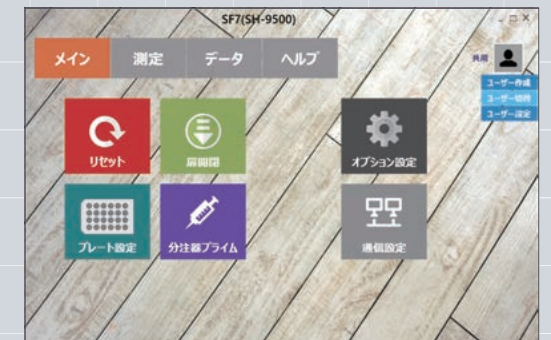 SF7(SH-9500)
メイン 測定 データ ヘルプ
共用
ユーザー作成
ユーザー切替
ユーザー設定
リセット 扉開閉 オプション設定
プレート設定 分注器プライム 通信設定